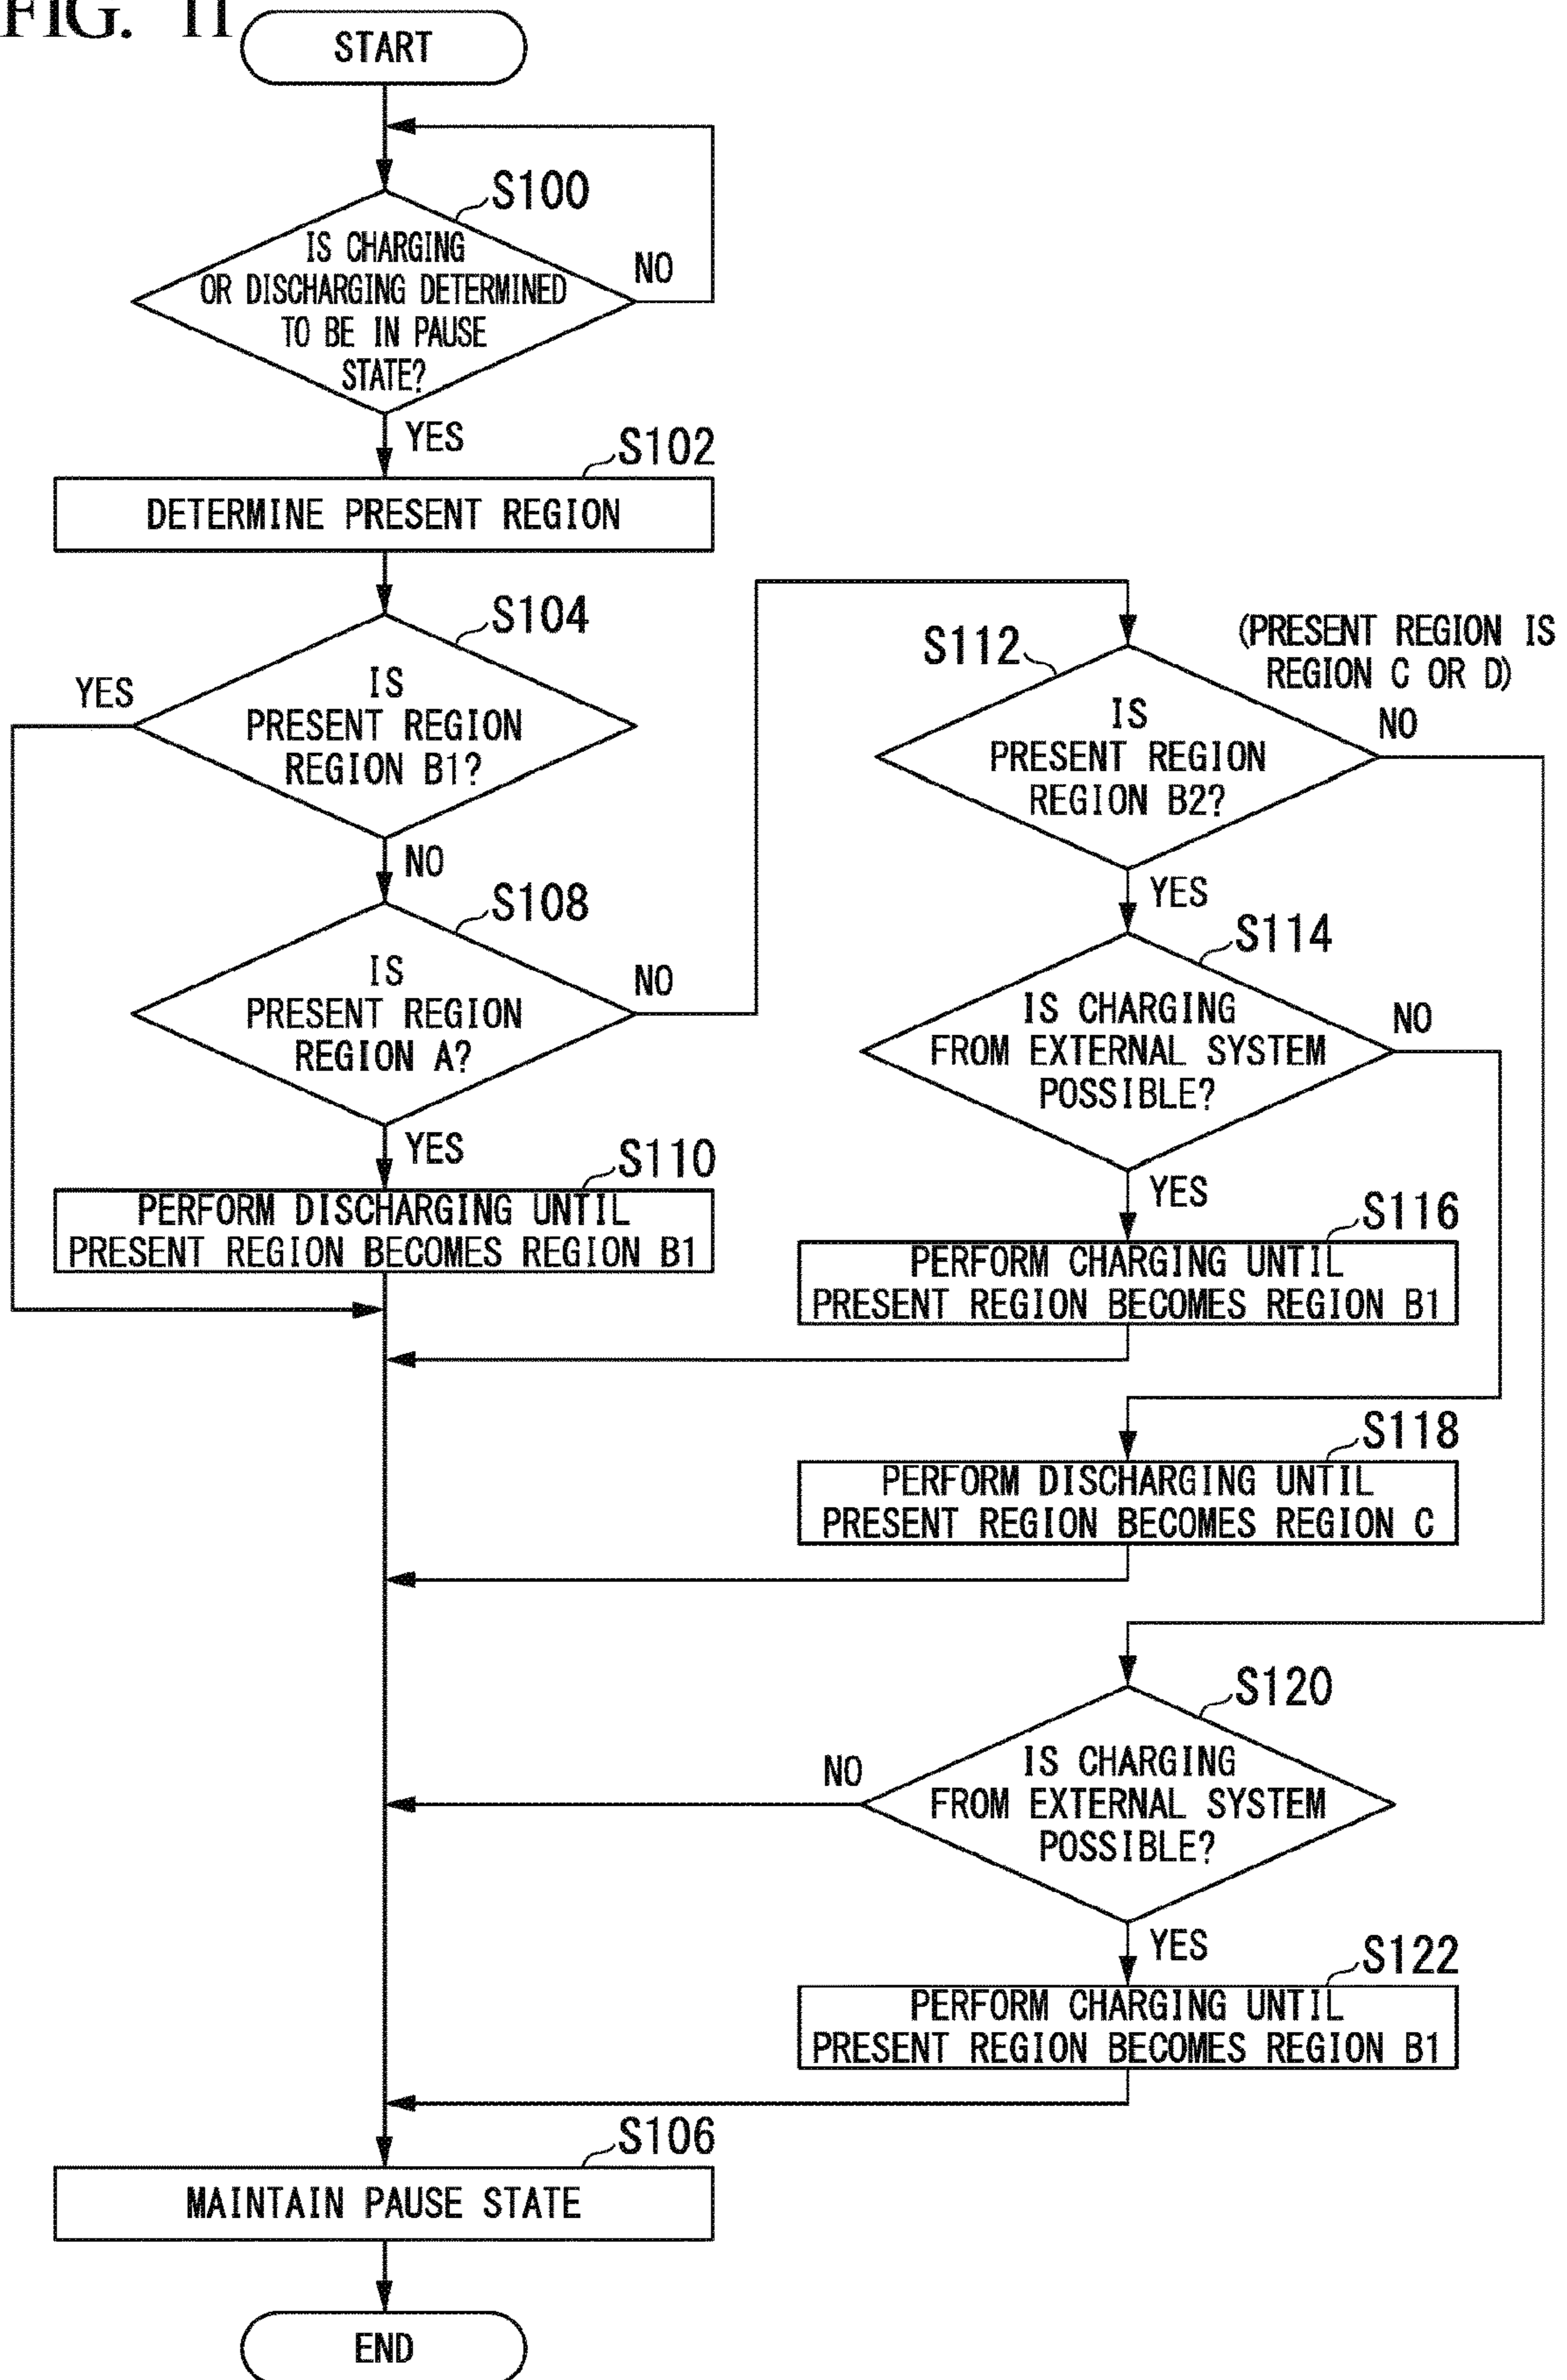 FIG. 11
START
S100
IS CHARGING
OR DISCHARGING DETERMINED
TO BE IN PAUSE
STATE?
NO
YES
S102
DETERMINE PRESENT REGION
S104
IS
PRESENT REGION
REGION B1?
YES
NO
S108
IS
PRESENT REGION
REGION A?
NO
YES
S110
PERFORM DISCHARGING UNTIL
PRESENT REGION BECOMES REGION B1
S112
(PRESENT REGION IS
REGION C OR D)
IS
PRESENT REGION
REGION B2?
NO
YES
S114
IS CHARGING
FROM EXTERNAL SYSTEM
POSSIBLE?
NO
YES
S116
PERFORM CHARGING UNTIL
PRESENT REGION BECOMES REGION B1
S118
PERFORM DISCHARGING UNTIL
PRESENT REGION BECOMES REGION C
S120
IS CHARGING
FROM EXTERNAL SYSTEM
POSSIBLE?
NO
YES
S122
PERFORM CHARGING UNTIL
PRESENT REGION BECOMES REGION B1
S106
MAINTAIN PAUSE STATE
END